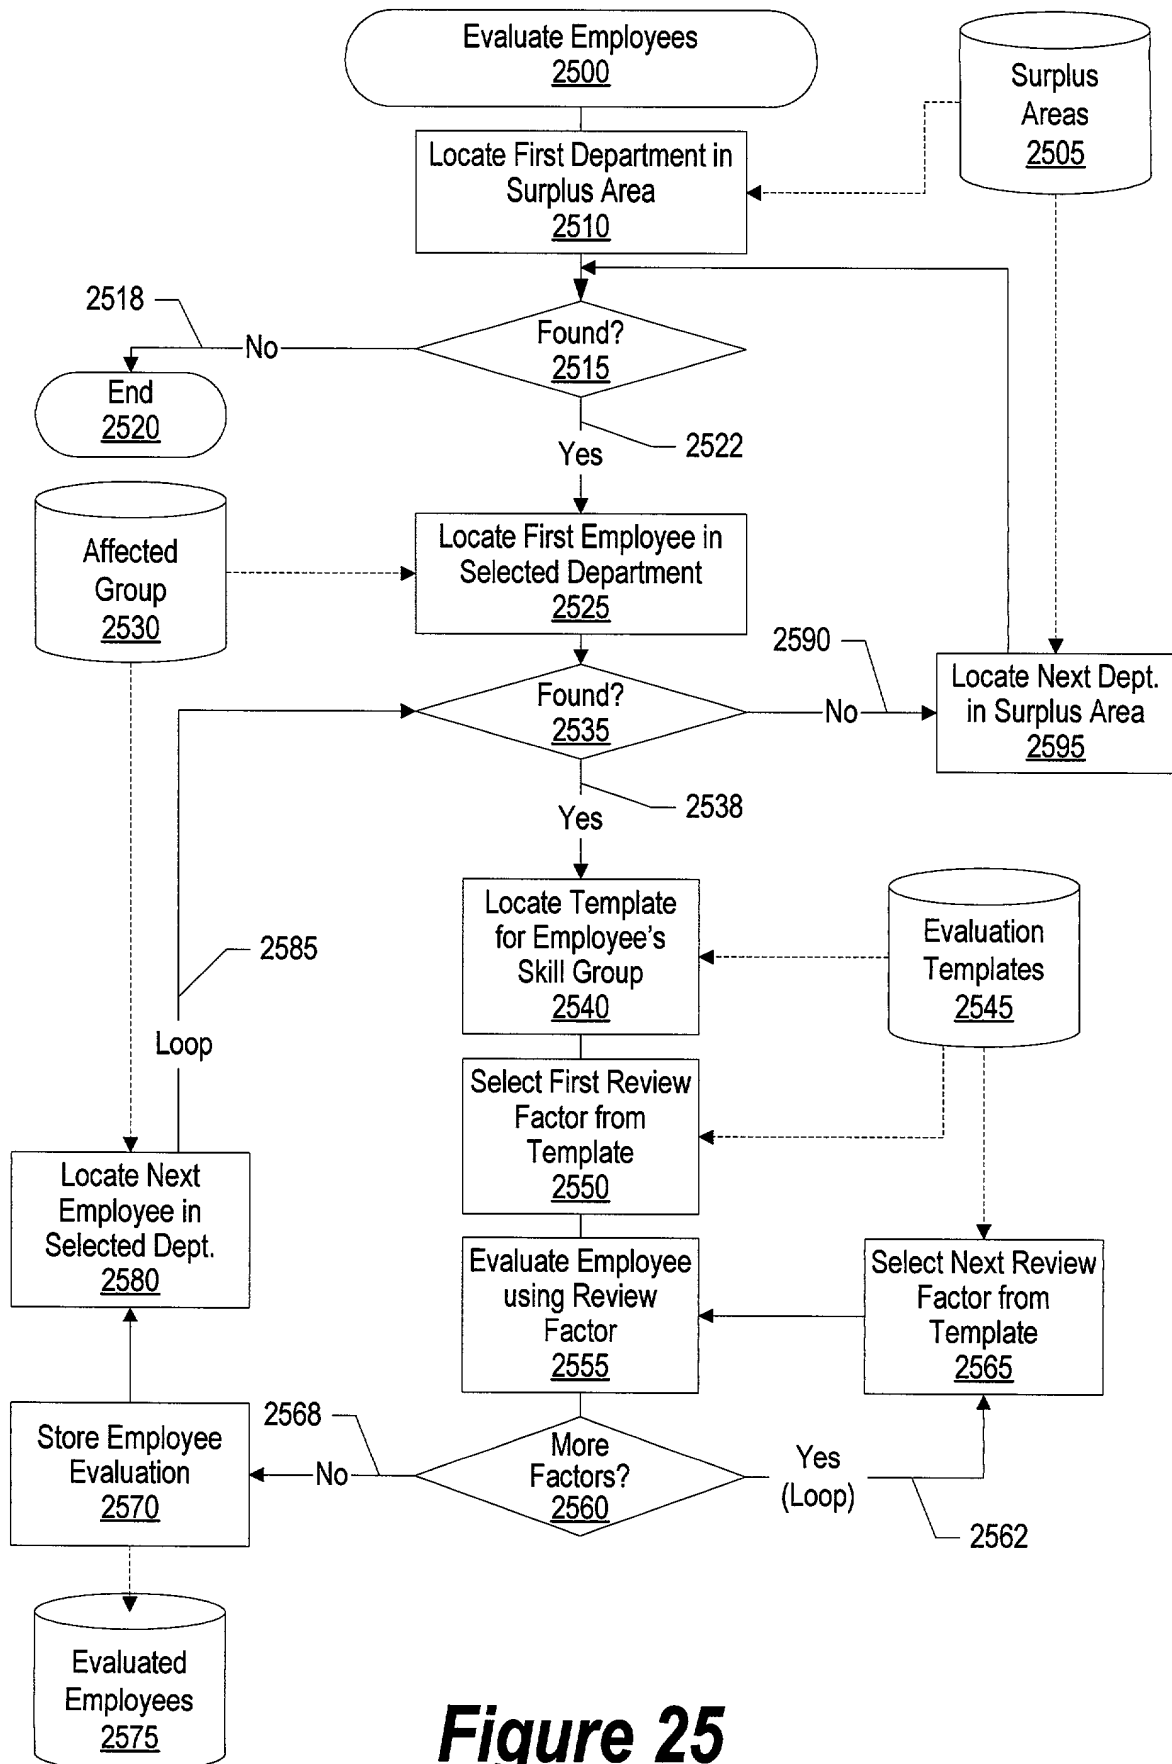 Evaluate Employees
2500
Surplus
Areas
2505
Locate First Department in
Surplus Area
2510
2518
No
Found?
2515
End
2520
2522
Yes
Affected
Group
2530
Locate First Employee in
Selected Department
2525
2590
Found?
2535
No
Locate Next Dept.
in Surplus Area
2595
2538
Yes
Locate Template
for Employee's
Skill Group
2540
Evaluation
Templates
2545
2585
Loop
Select First Review
Factor from
Template
2550
Locate Next
Employee in
Selected Dept.
2580
Evaluate Employee
using Review
Factor
2555
Select Next Review
Factor from
Template
2565
2568
Store Employee
Evaluation
2570
No
More
Factors?
2560
Yes
(Loop)
2562
Evaluated
Employees
2575
Figure 25